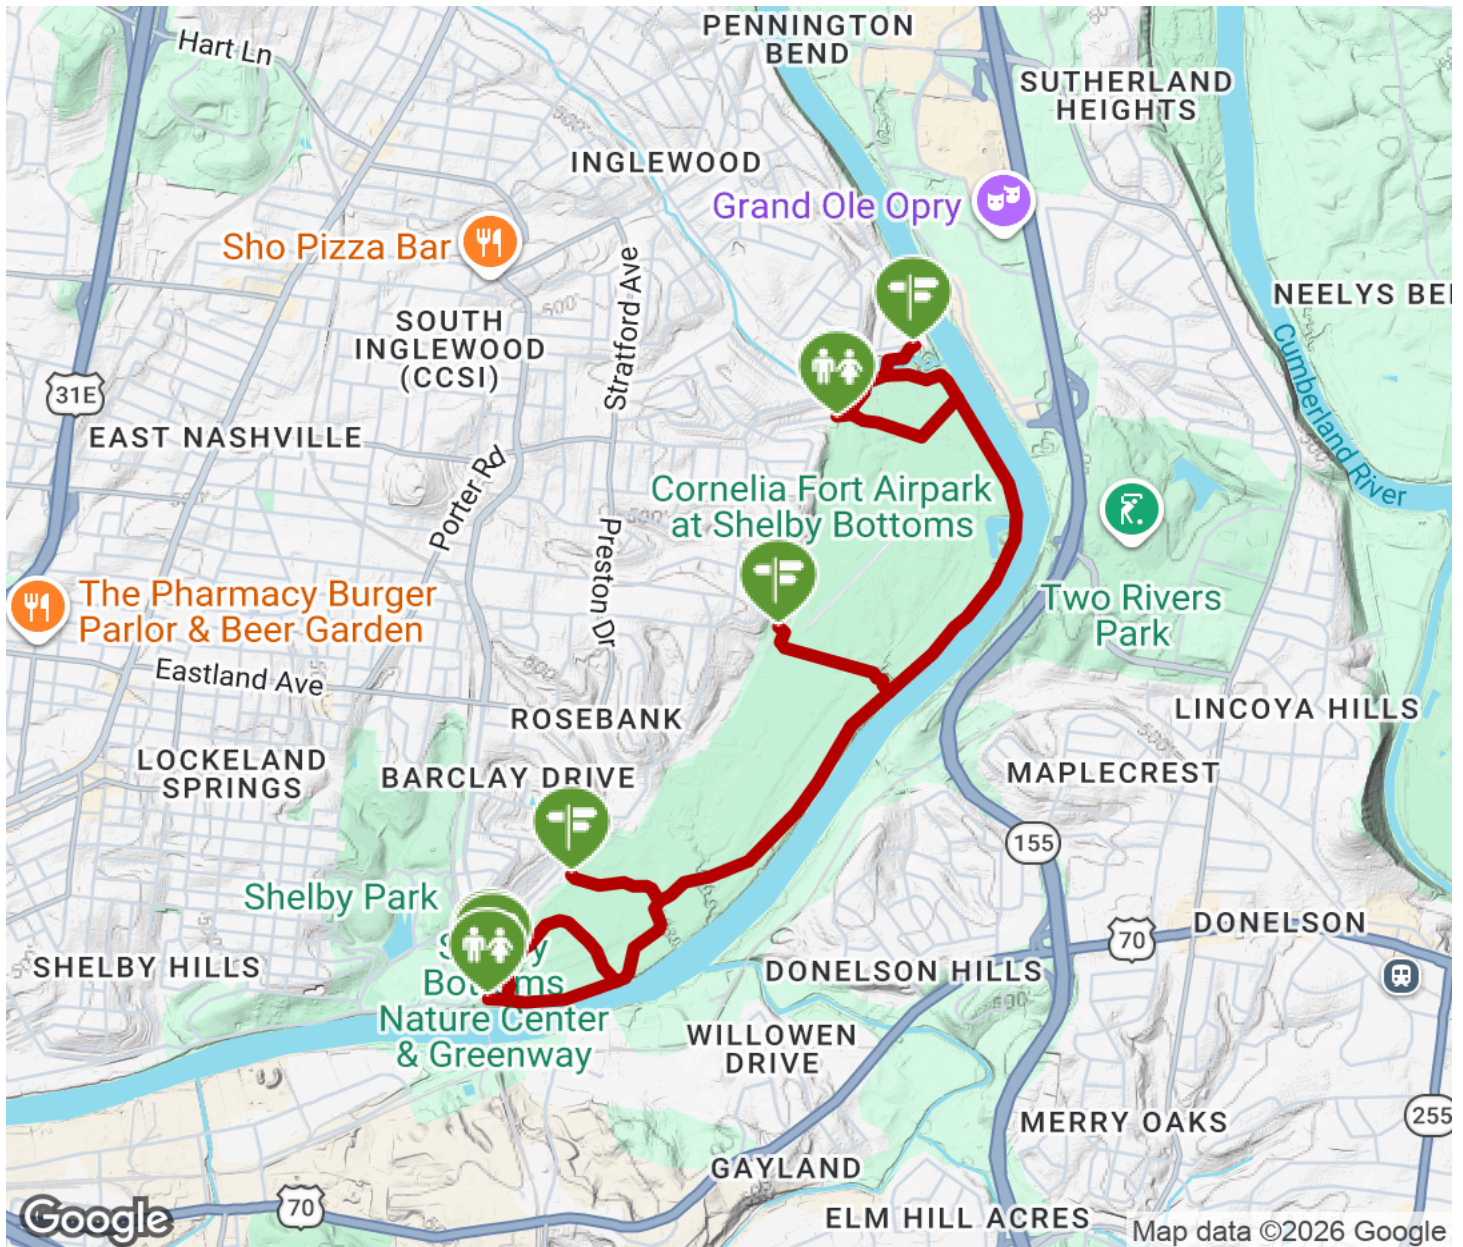 PENNINGTON
BEND
Hart Ln
SUTHERLAND
HEIGHTS
500'
INGLEWOOD
Grand Ole Opry
Sho Pizza Bar
500'
Stratford Ave
NEELYS BE
SOUTH
INGLEWOOD
(CCSI)
31E
Cumberland River
EAST NASHVILLE
Porter Rd
Cornelia Fort Airpark
at Shelby Bottoms
Preston Dr
The Pharmacy Burger
Parlor & Beer Garden
Two Rivers
Park
Eastland Ave
ROSEBANK
LINCOYA HILLS
LOCKELAND
SPRINGS
BARCLAY DRIVE
MAPLECREST
155
Shelby Park
70
DONELSON
SHELBY HILLS
DONELSON HILLS
Bottoms
Nature Center
& Greenway
WILLOWEN
DRIVE
MERRY OAKS
255
GAYLAND
70
ELM HILL ACRES
Google
Map data ©2026 Google